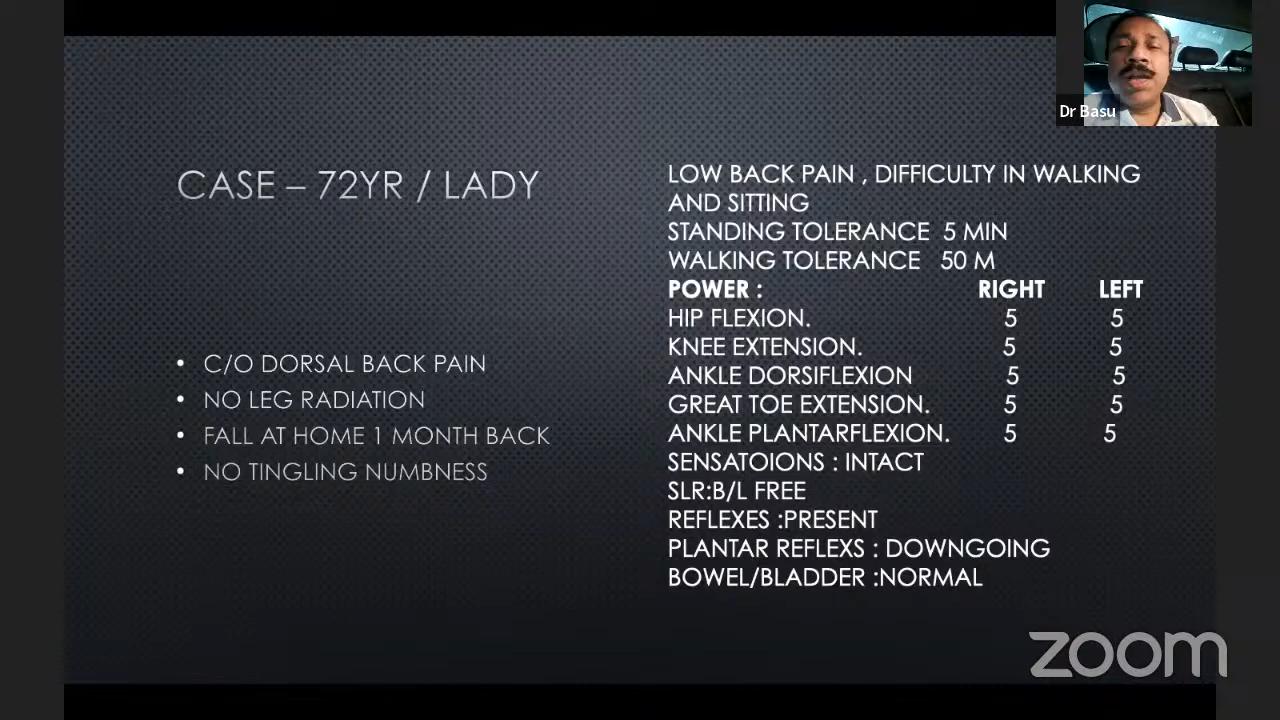 Dr Basu
CASE – 72YR / LADY
• C/O DORSAL BACK PAIN
• NO LEG RADIATION
• FALL AT HOME 1 MONTH BACK
• NO TINGLING NUMBNESS
LOW BACK PAIN , DIFFICULTY IN WALKING
AND SITTING
STANDING TOLERANCE 5 MIN
WALKING TOLERANCE 50 M
POWER : RIGHT LEFT
HIP FLEXION. 5 5
KNEE EXTENSION. 5 5
ANKLE DORSIFLEXION 5 5
GREAT TOE EXTENSION. 5 5
ANKLE PLANTARFLEXION. 5 5
SENSATOIONS : INTACT
SLR:B/L FREE
REFLEXES :PRESENT
PLANTAR REFLEXS : DOWNGOING
BOWEL/BLADDER :NORMAL
zoom